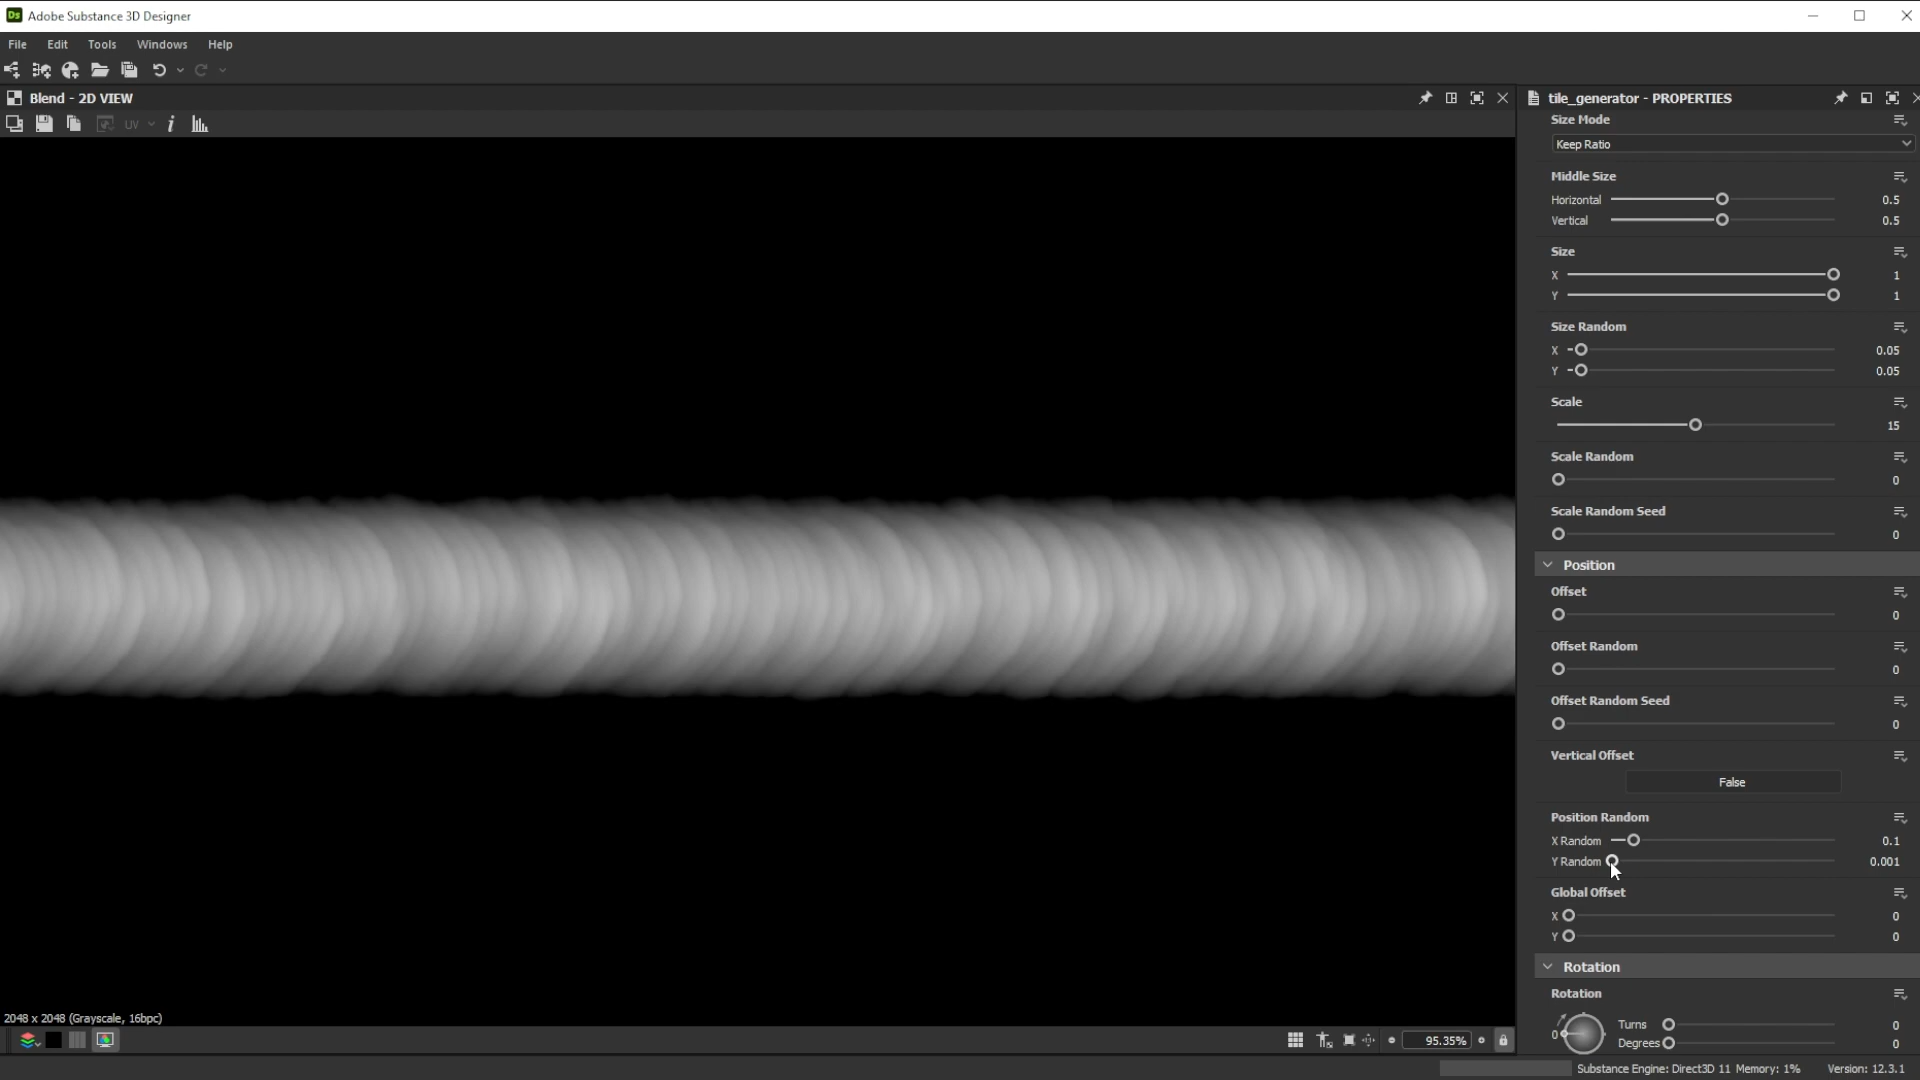 Ds Adobe Substance 3D Designer
File Edit Tools Windows Help
Blend - 2D VIEW
UV
tile_generator - PROPERTIES
Size Mode
Keep Ratio
Middle Size
Horizontal 0.5
Vertical 0.5
Size
X 1
Y 1
Size Random
X 0.05
Y 0.05
Scale
15
Scale Random
0
Scale Random Seed
0
Position
Offset
0
Offset Random
0
Offset Random Seed
0
Vertical Offset
False
Position Random
X Random 0.1
Y Random 0.001
Global Offset
X 0
Y 0
Rotation
Rotation
0 Turns 0
Degrees 0
2048 x 2048 (Grayscale, 16bpc)
95.35%
Substance Engine: Direct3D 11 Memory: 1% Version: 12.3.1